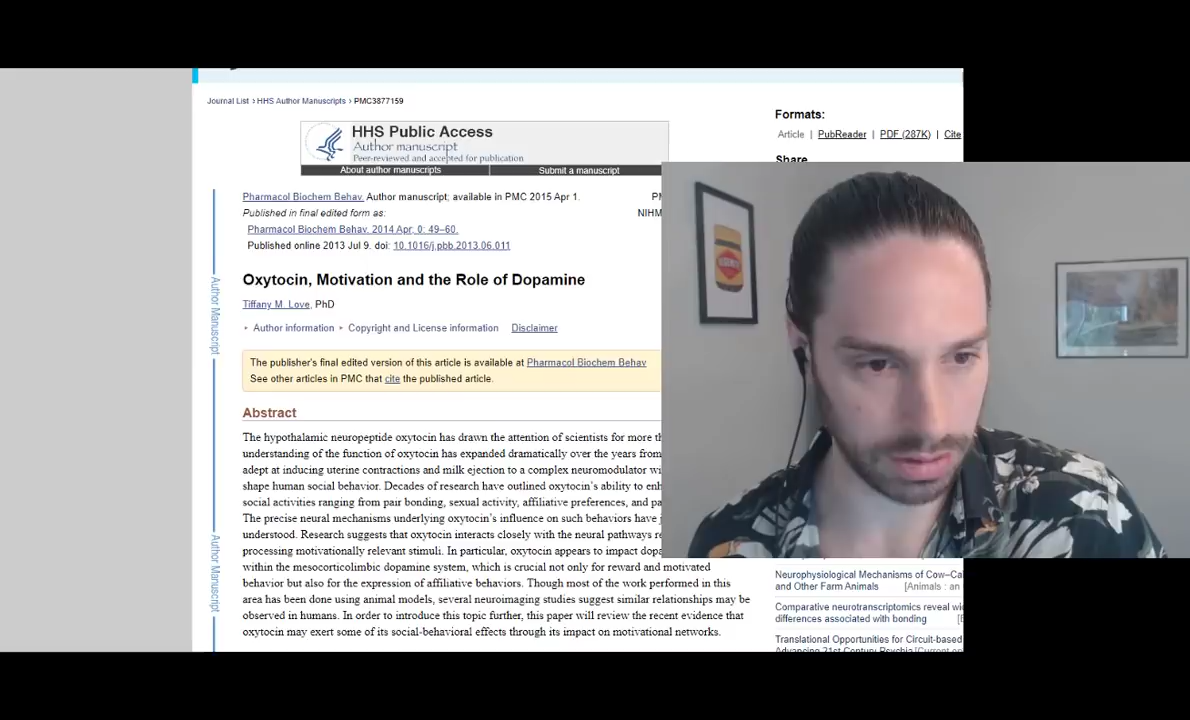 Journal List > HHS Author Manuscripts > PMC3877159
HHS Public Access
Author manuscript
Peer-reviewed and accepted for publication
About author manuscripts
Submit a manuscript
Formats:
Article | PubReader | PDF (287K) | Cite
Share
Pharmacol Biochem Behav. Author manuscript; available in PMC 2015 Apr 1.
Published in final edited form as:
NIHM
Pharmacol Biochem Behav. 2014 Apr; 0: 49–60.
Published online 2013 Jul 9. doi: 10.1016/j.pbb.2013.06.011
Oxytocin, Motivation and the Role of Dopamine
Tiffany M. Love, PhD
Author information
Copyright and License information
Disclaimer
The publisher's final edited version of this article is available at Pharmacol Biochem Behav
See other articles in PMC that cite the published article.
Abstract
The hypothalamic neuropeptide oxytocin has drawn the attention of scientists for more th
understanding of the function of oxytocin has expanded dramatically over the years from
adept at inducing uterine contractions and milk ejection to a complex neuromodulator wi
shape human social behavior. Decades of research have outlined oxytocin's ability to enh
social activities ranging from pair bonding, sexual activity, affiliative preferences, and pa
The precise neural mechanisms underlying oxytocin's influence on such behaviors have j
understood. Research suggests that oxytocin interacts closely with the neural pathways re
processing motivationally relevant stimuli. In particular, oxytocin appears to impact dopa
within the mesocorticolimbic dopamine system, which is crucial not only for reward and motivated
behavior but also for the expression of affiliative behaviors. Though most of the work performed in this
area has been done using animal models, several neuroimaging studies suggest similar relationships may be
observed in humans. In order to introduce this topic further, this paper will review the recent evidence that
oxytocin may exert some of its social-behavioral effects through its impact on motivational networks.
Author Manuscript
Author Manuscript
Neurophysiological Mechanisms of Cow–Ca
and Other Farm Animals
[Animals : an
Comparative neurotranscriptomics reveal wi
differences associated with bonding
Translational Opportunities for Circuit-based
Advancing 21st Century Psychia [Current op